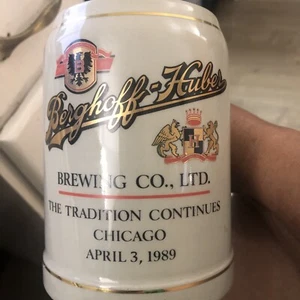 Berghoff-Huber
BREWING CO., LTD.
THE TRADITION CONTINUES
CHICAGO
APRIL 3, 1989